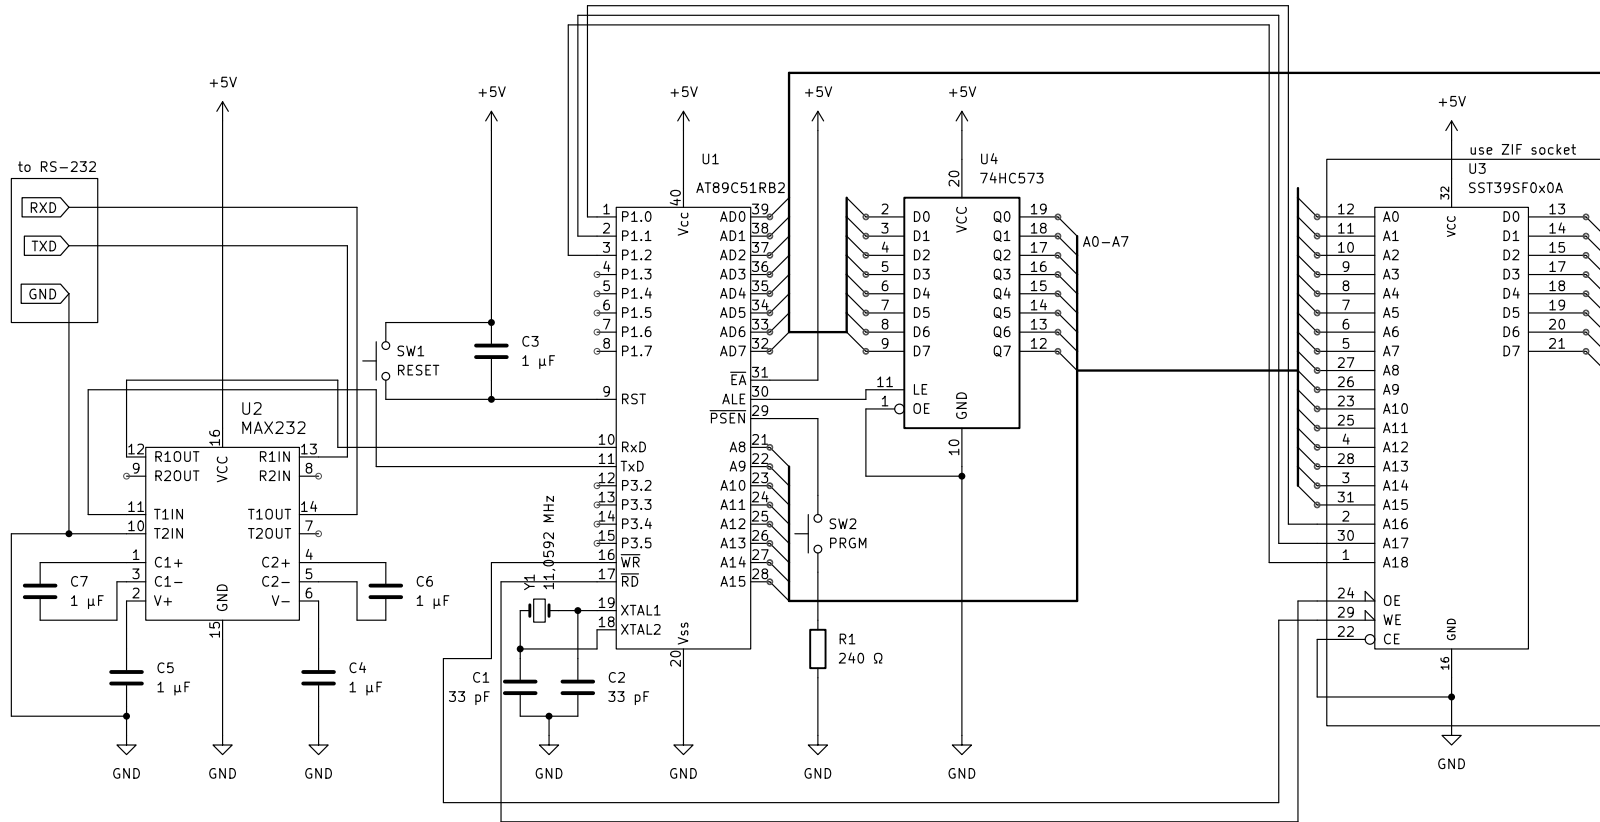 to RS-232
RXD
TXD
GND
+5V
VCC
16
U2
MAX232
12 R1OUT R1IN 13
9 R2OUT R2IN 8
11 T1IN T1OUT 14
10 T2IN T2OUT 7
1 C1+ C2+ 4
3 C1- C2- 5
2 V+ V- 6
GND
15
C7
1 µF
C6
1 µF
C5
1 µF
C4
1 µF
GND
GND
GND
+5V
SW1
RESET
C3
1 µF
+5V
U1
AT89C51RB2
40
Vcc
1 P1.0 AD0 39
2 P1.1 AD1 38
3 P1.2 AD2 37
4 P1.3 AD3 36
5 P1.4 AD4 35
6 P1.5 AD5 34
7 P1.6 AD6 33
8 P1.7 AD7 32
EA 31
9 RST ALE 30
PSEN 29
10 RxD A8 21
11 TxD A9 22
12 P3.2 A10 23
13 P3.3 A11 24
14 P3.4 A12 25
15 P3.5 A13 26
16 WR A14 27
17 RD A15 28
19 XTAL1
18 XTAL2
20 Vss
Y1
11,0592 MHz
C1
33 pF
C2
33 pF
GND
GND
+5V
SW2
PRGM
R1
240 Ω
GND
+5V
U4
74HC573
20
VCC
2 D0 Q0 19
3 D1 Q1 18
4 D2 Q2 17
5 D3 Q3 16
6 D4 Q4 15
7 D5 Q5 14
8 D6 Q6 13
9 D7 Q7 12
11 LE
1 OE
GND
10
A0-A7
GND
+5V
use ZIF socket
U3
SST39SF0x0A
32
VCC
12 A0 D0 13
11 A1 D1 14
10 A2 D2 15
9 A3 D3 17
8 A4 D4 18
7 A5 D5 19
6 A6 D6 20
5 A7 D7 21
27 A8
26 A9
23 A10
25 A11
4 A12
28 A13
3 A14
31 A15
2 A16
30 A17
1 A18
24 OE
29 WE
22 CE
GND
16
GND